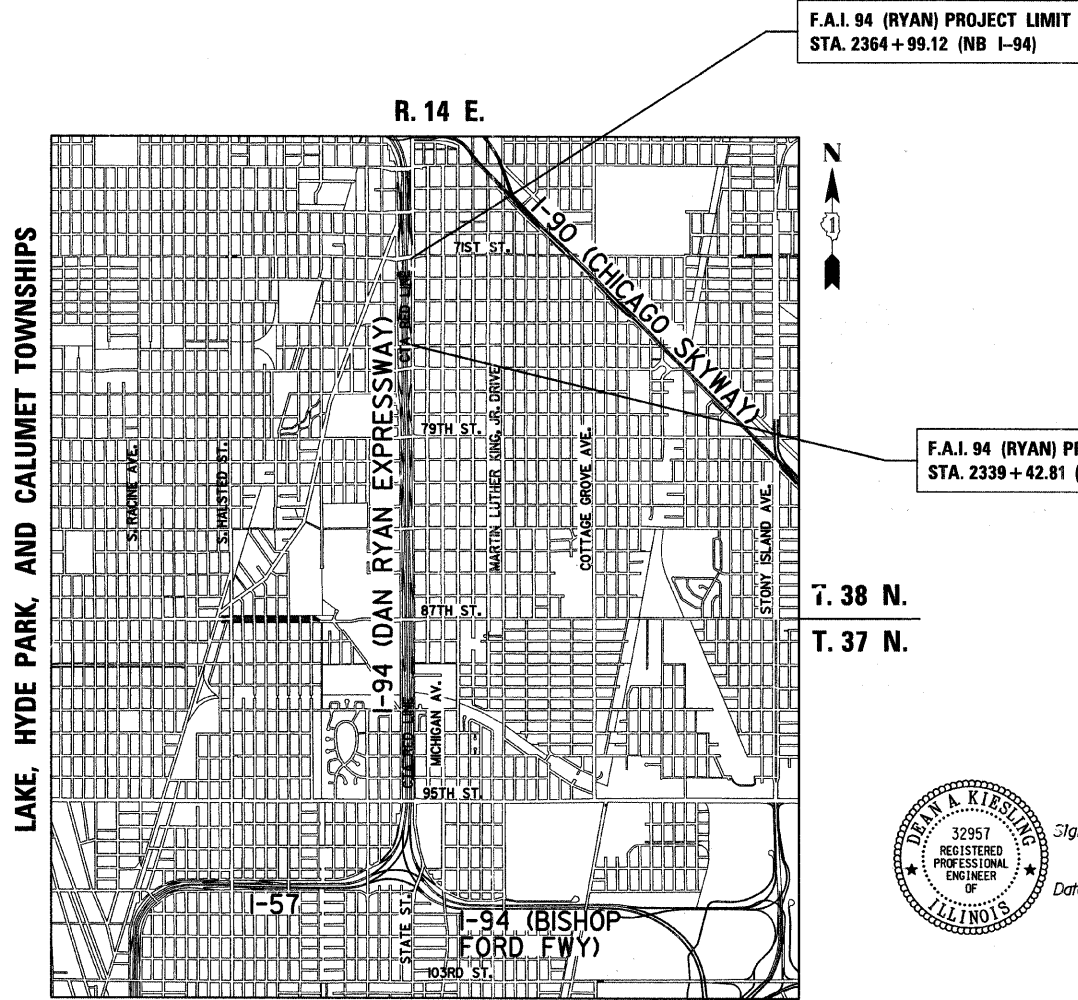 F.A.I. 94 (RYAN) PROJECT LIMIT
STA. 2364+99.12 (NB I-94)
R. 14 E.
N
1
LAKE, HYDE PARK, AND CALUMET TOWNSHIPS
I-90 (CHICAGO SKYWAY)
71ST ST.
CTA RED LINE
I-94 (DAN RYAN EXPRESSWAY)
79TH ST.
MARTIN LUTHER KING, JR. DRIVE
COTTAGE GROVE AVE.
S. RACINE AVE.
S. HALSTED ST.
STONY ISLAND AVE.
F.A.I. 94 (RYAN)
STA. 2339+42.81
87TH ST.
T. 38 N.
T. 37 N.
MICHIGAN AV.
CTA RED LINE
95TH ST.
I-57
STATE ST.
I-94 (BISHOP
FORD FWY)
103RD ST.
DEAN A. KIESLING
32957
REGISTERED
PROFESSIONAL
ENGINEER
OF
ILLINOIS